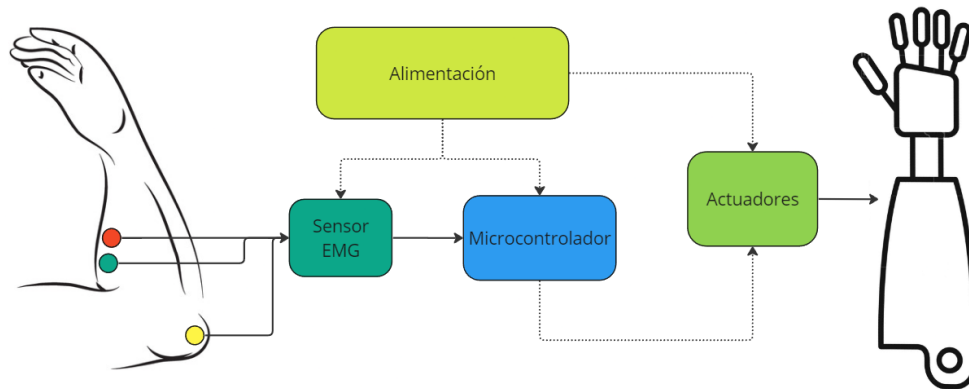 Alimentación
Sensor
EMG
Microcontrolador
Actuadores